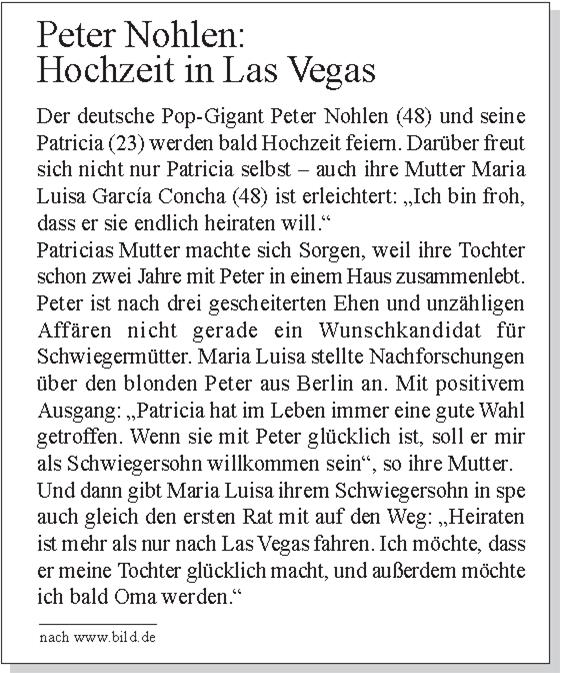 Peter Nohlen:
Hochzeit in Las Vegas
Der deutsche Pop-Gigant Peter Nohlen (48) und seine
Patricia (23) werden bald Hochzeit feiern. Darüber freut
sich nicht nur Patricia selbst – auch ihre Mutter Maria
Luisa García Concha (48) ist erleichtert: „Ich bin froh,
dass er sie endlich heiraten will.“
Patricias Mutter machte sich Sorgen, weil ihre Tochter
schon zwei Jahre mit Peter in einem Haus zusammenlebt.
Peter ist nach drei gescheiterten Ehen und unzähligen
Affären nicht gerade ein Wunschkandidat für
Schwiegermütter. Maria Luisa stellte Nachforschungen
über den blonden Peter aus Berlin an. Mit positivem
Ausgang: „Patricia hat im Leben immer eine gute Wahl
getroffen. Wenn sie mit Peter glücklich ist, soll er mir
als Schwiegersohn willkommen sein“, so ihre Mutter.
Und dann gibt Maria Luisa ihrem Schwiegersohn in spe
auch gleich den ersten Rat mit auf den Weg: „Heiraten
ist mehr als nur nach Las Vegas fahren. Ich möchte, dass
er meine Tochter glücklich macht, und außerdem möchte
ich bald Oma werden.“
nach www.bild.de